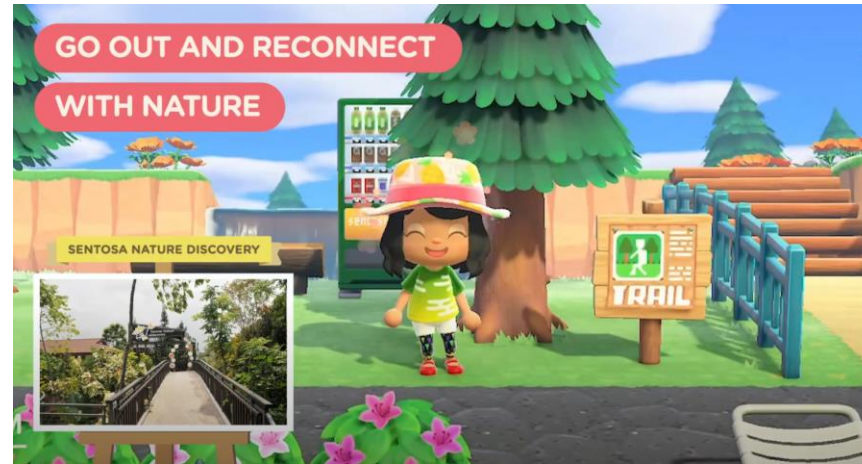 GO OUT AND RECONNECT
WITH NATURE
SENTOSA NATURE DISCOVERY
TRAIL